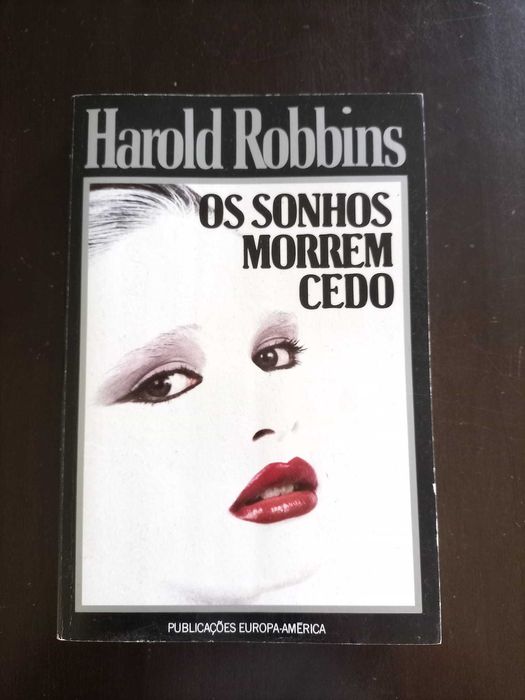 Harold Robbins
OS SONHOS
MORREM
CEDO
PUBLICAÇÕES EUROPA-AMÉRICA